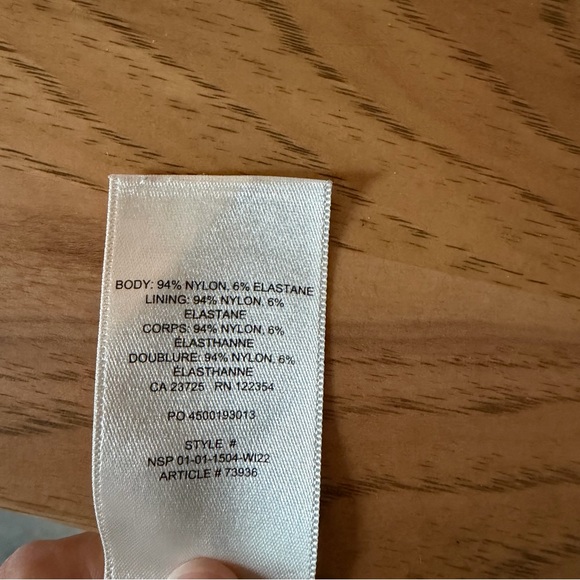 BODY: 94% NYLON, 6% ELASTANE
LINING: 94% NYLON, 6%
ELASTANE
CORPS: 94% NYLON, 6%
ÉLASTHANNE
DOUBLURE: 94% NYLON, 6%
ÉLASTHANNE
CA 23725 RN 122354
PO 4500193013
STYLE #
NSP 01-01-1504-WI22
ARTICLE # 73936